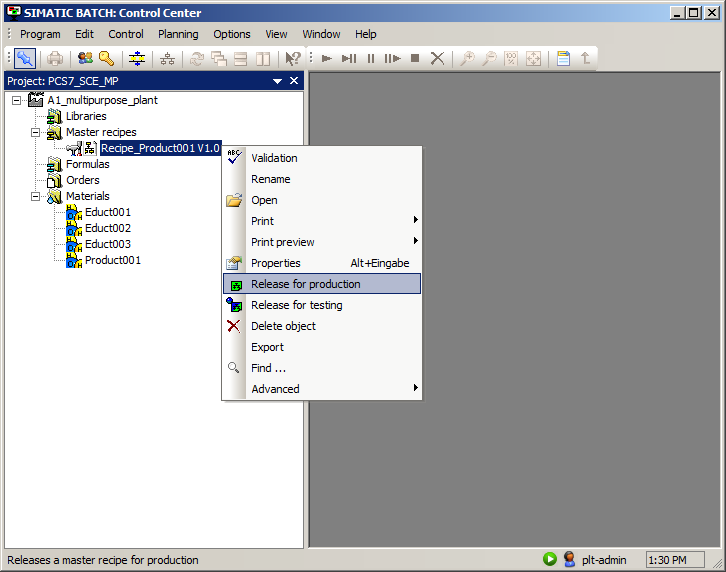 SIMATIC BATCH: Control Center
Program Edit Control Planning Options View Window Help
100 %
Project: PCS7_SCE_MP
A1_multipurpose_plant
Libraries
Master recipes
Recipe_Product001 V1.0
Formulas
Orders
Materials
Educt001
Educt002
Educt003
Product001
ABC
Validation
Rename
Open
Print
Print preview
Properties Alt+Eingabe
Release for production
Release for testing
Delete object
Export
Find ...
Advanced
Releases a master recipe for production
plt-admin
1:30 PM